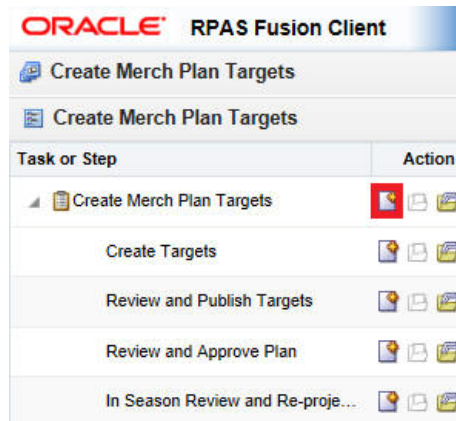 ORACLE RPAS Fusion Client
Create Merch Plan Targets
Create Merch Plan Targets
Task or Step Action
Create Merch Plan Targets
Create Targets
Review and Publish Targets
Review and Approve Plan
In Season Review and Re-proje...